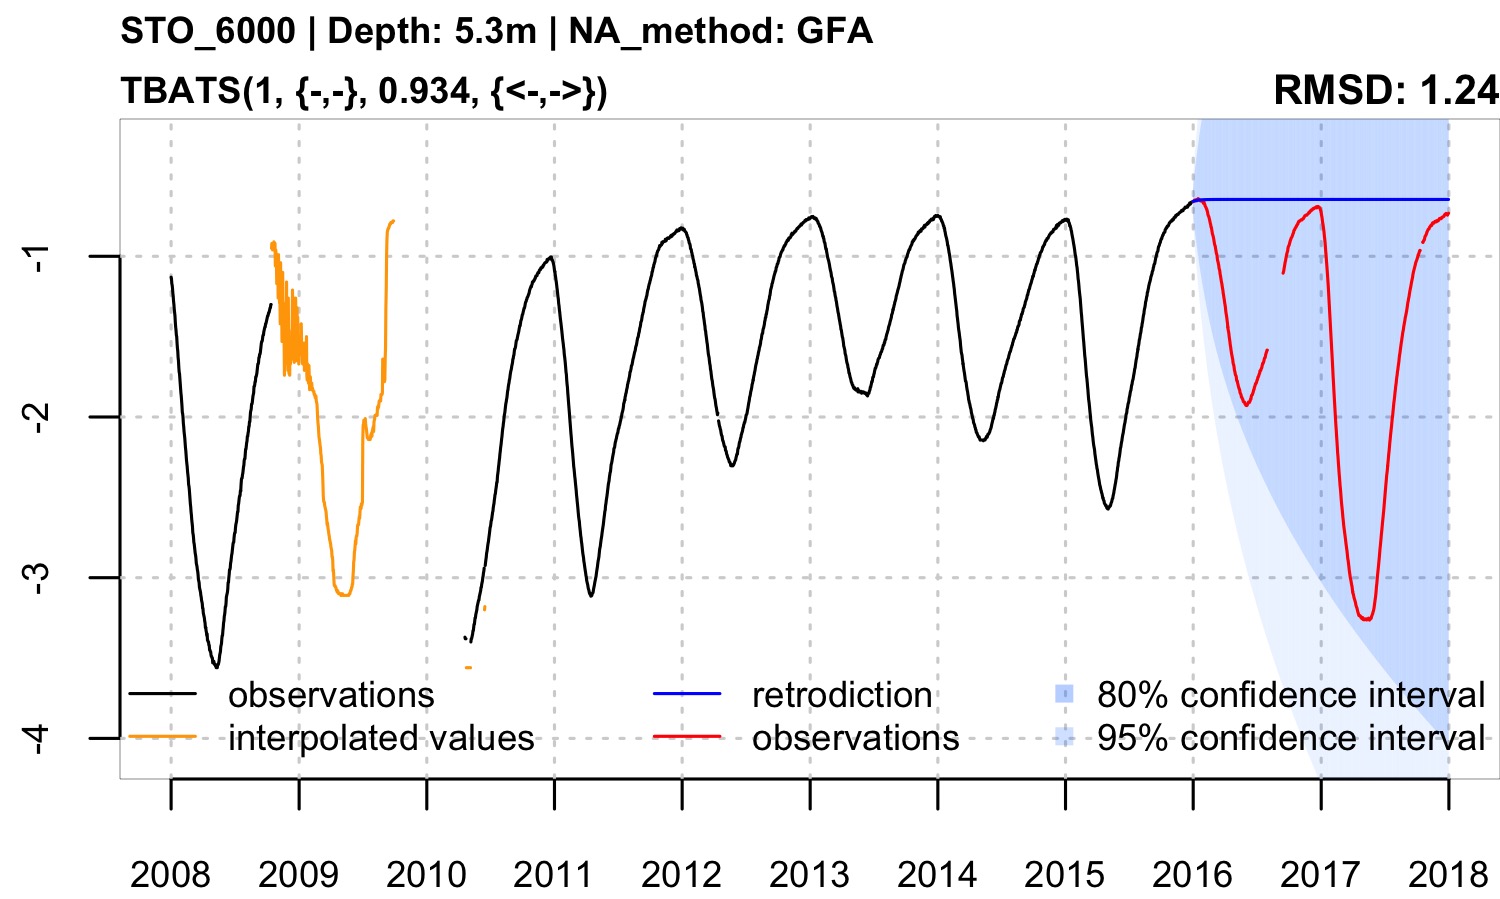 STO_6000 | Depth: 5.3m | NA_method: GFA
TBATS(1, {-,-}, 0.934, {<-,->})
RMSD: 1.24
-1
-2
-3
-4
observations
interpolated values
retrodiction
observations
80% confidence interval
95% confidence interval
2008 2009 2010 2011 2012 2013 2014 2015 2016 2017 2018